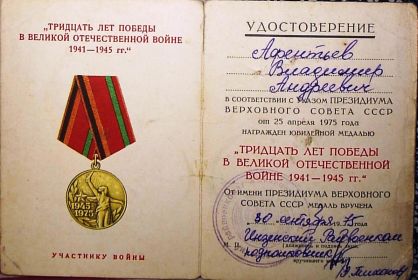 „ТРИДЦАТЬ ЛЕТ ПОБЕДЫ
В ВЕЛИКОЙ ОТЕЧЕСТВЕННОЙ ВОЙНЕ
1941—1945 гг."
1945
1975
УЧАСТНИКУ ВОЙНЫ
УДОСТОВЕРЕНИЕ
Афентьев
Владимир
Андреевич
В СООТВЕТСТВИИ С УКАЗОМ ПРЕЗИДИУМА
ВЕРХОВНОГО СОВЕТА СССР
от 25 апреля 1975 года
НАГРАЖДЕН ЮБИЛЕЙНОЙ МЕДАЛЬЮ
„ТРИДЦАТЬ ЛЕТ ПОБЕДЫ
В ВЕЛИКОЙ ОТЕЧЕСТВЕННОЙ
ВОЙНЕ 1941—1945 гг."
От имени ПРЕЗИДИУМА ВЕРХОВНОГО
СОВЕТА СССР МЕДАЛЬ ВРУЧЕНА
30 сентября 75
Инзенский Райвоенком
М. П.
подполковник